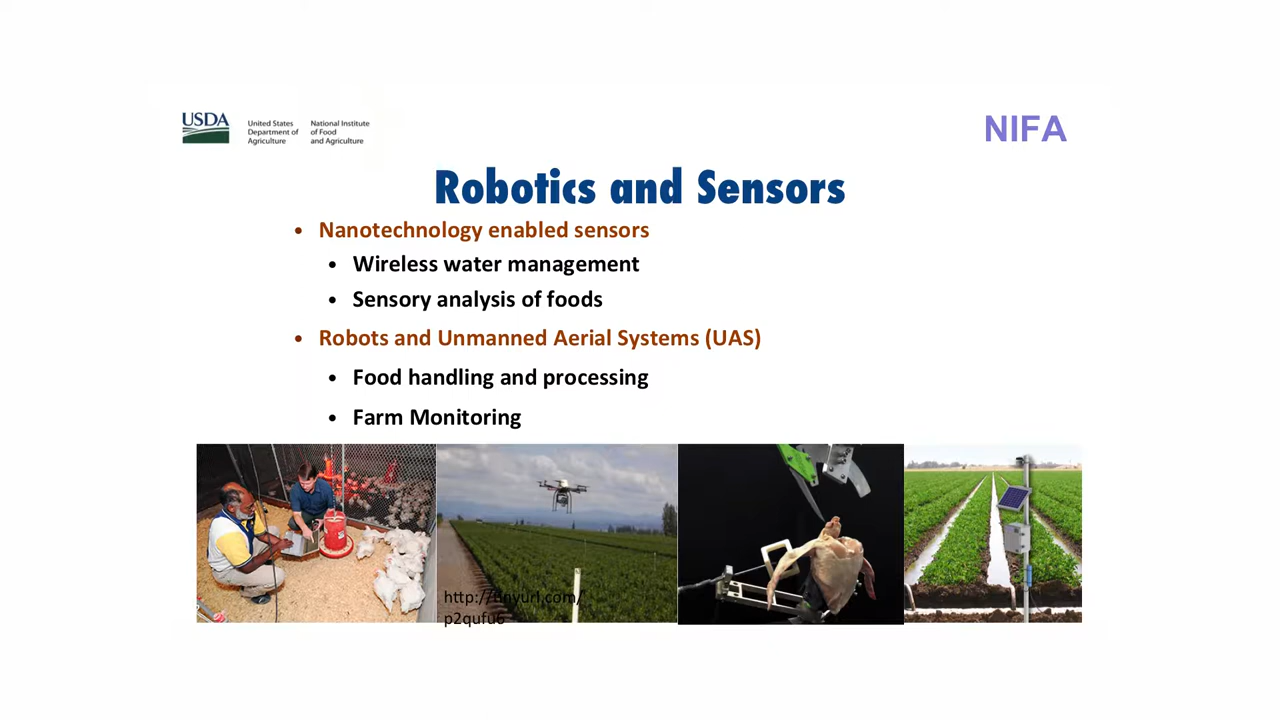 USDA
United States
Department of
Agriculture
National Institute
of Food
and Agriculture
NIFA
Robotics and Sensors
• Nanotechnology enabled sensors
• Wireless water management
• Sensory analysis of foods
• Robots and Unmanned Aerial Systems (UAS)
• Food handling and processing
• Farm Monitoring
http://tinyurl.com/
p2qufu6